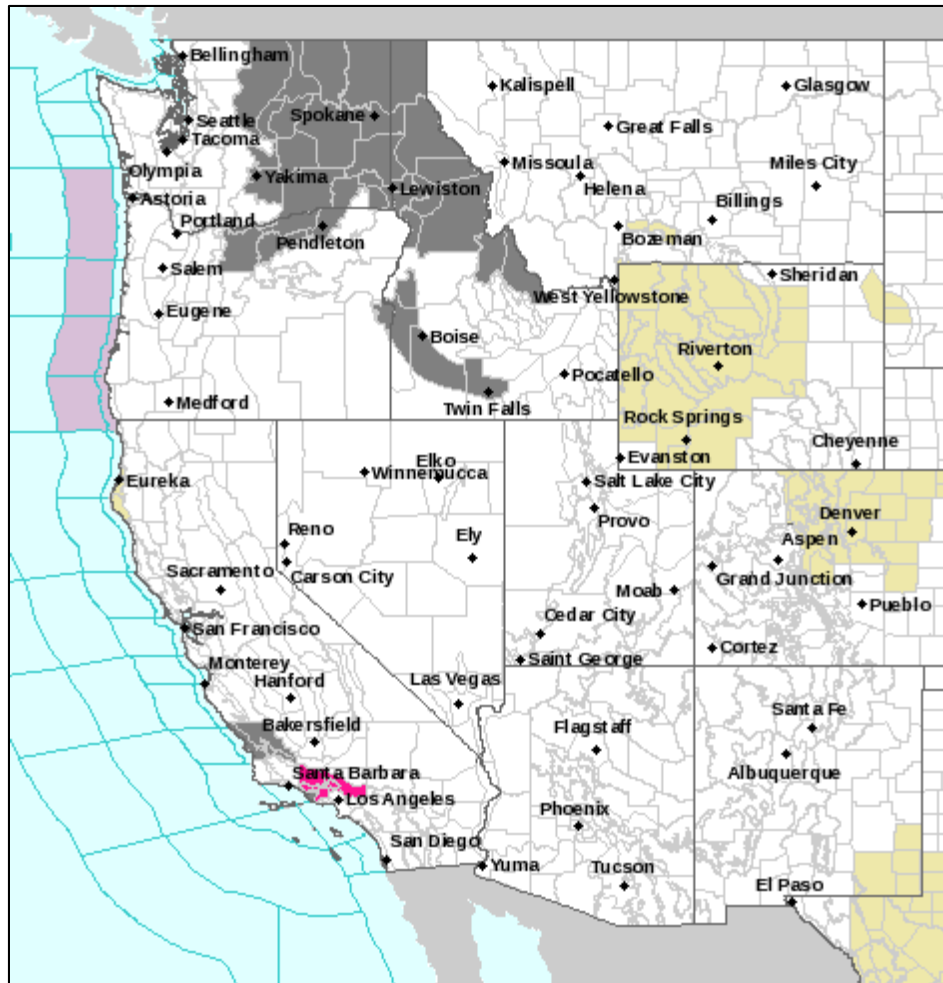 Bellingham
Kalispell
Glasgow
Spokane
Seattle
Great Falls
Tacoma
Olympia
Missoula
Miles City
Yakima
Lewiston
Helena
Astoria
Billings
Portland
Pendleton
Bozeman
Salem
Sheridan
West Yellowstone
Eugene
Boise
Riverton
Pocatello
Medford
Twin Falls
Rock Springs
Cheyenne
Elko
Evanston
Winnemucca
Eureka
Salt Lake City
Provo
Denver
Reno
Ely
Aspen
Carson City
Grand Junction
Sacramento
Moab
Pueblo
Cedar City
San Francisco
Cortez
Saint George
Monterey
Hanford
Las Vegas
Santa Fe
Bakersfield
Flagstaff
Albuquerque
Santa Barbara
Los Angeles
Phoenix
San Diego
Yuma
Tucson
El Paso